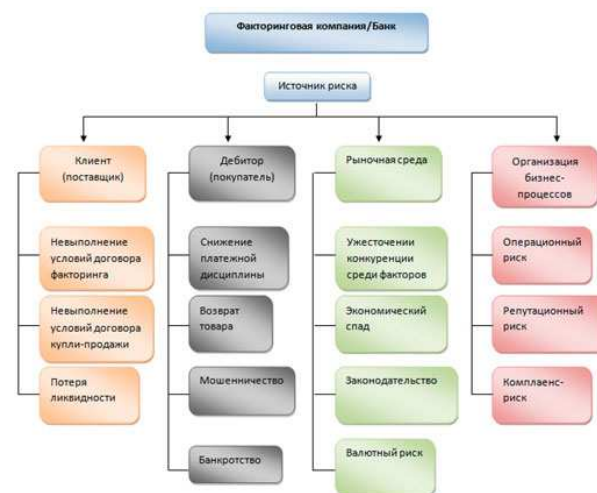 Факторинговая компания/Банк
Источник риска
Клиент
(поставщик)
Невыполнение
условий договора
факторинга
Невыполнение
условий договора
купли-продажи
Потеря
ликвидности
Дебитор
(покупатель)
Снижение
платежной
дисциплины
Возврат
товара
Мошенничество
Банкротство
Рыночная среда
Ужесточении
конкуренции
среди факторов
Экономический
спад
Законодательство
Валютный риск
Организация
бизнес-
процессов
Операционный
риск
Репутационный
риск
Комплаенс-
риск